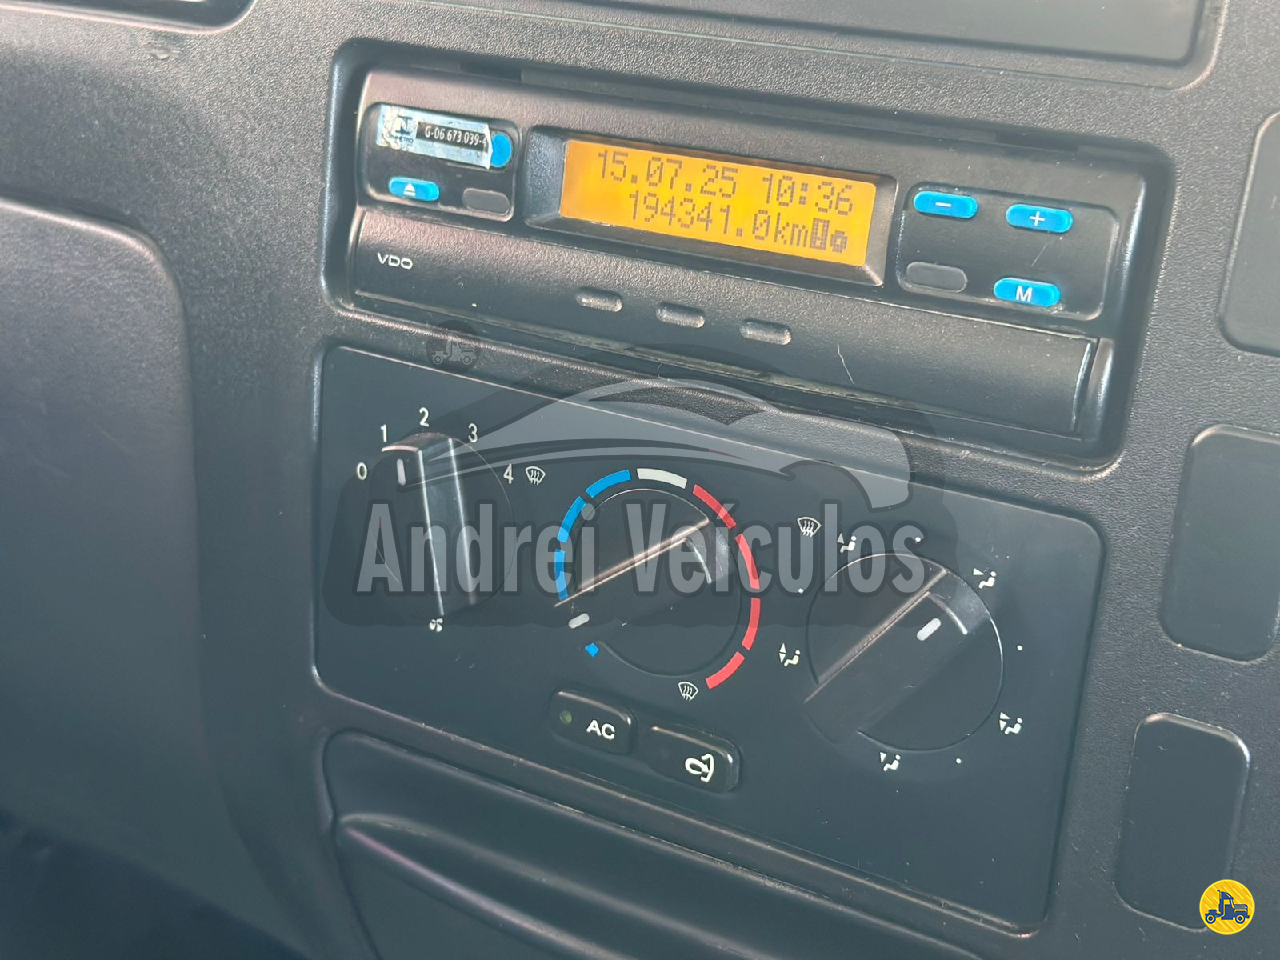 G-06 673 039-
15.07.25 10:36
194341.0km
- +
VDO
M
0 1 2 3 4
Andrei Veículos
AC